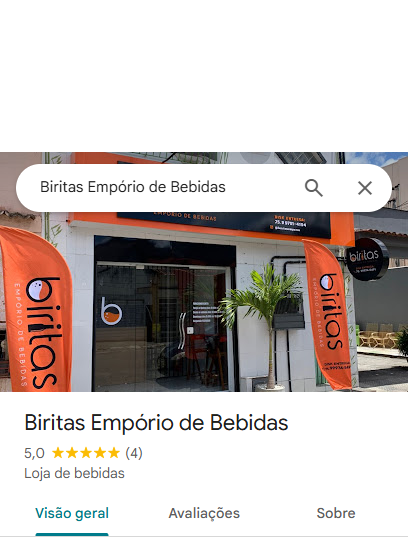 Biritas Empório de Bebidas
EMPÓRIO DE BEBIDAS
DISK ENTREGA:
biritas
EMPÓRIO DE BEBIDAS
b
biritas
EMPÓRIO DE BEBIDAS
biritas
Biritas Empório de Bebidas
5,0 (4)
Loja de bebidas
Visão geral
Avaliações
Sobre